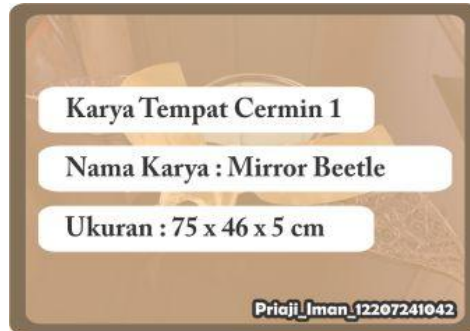 Karya Tempat Cermin 1
Nama Karya : Mirror Beetle
Ukuran : 75 x 46 x 5 cm
Priaji_Iman_12207241042